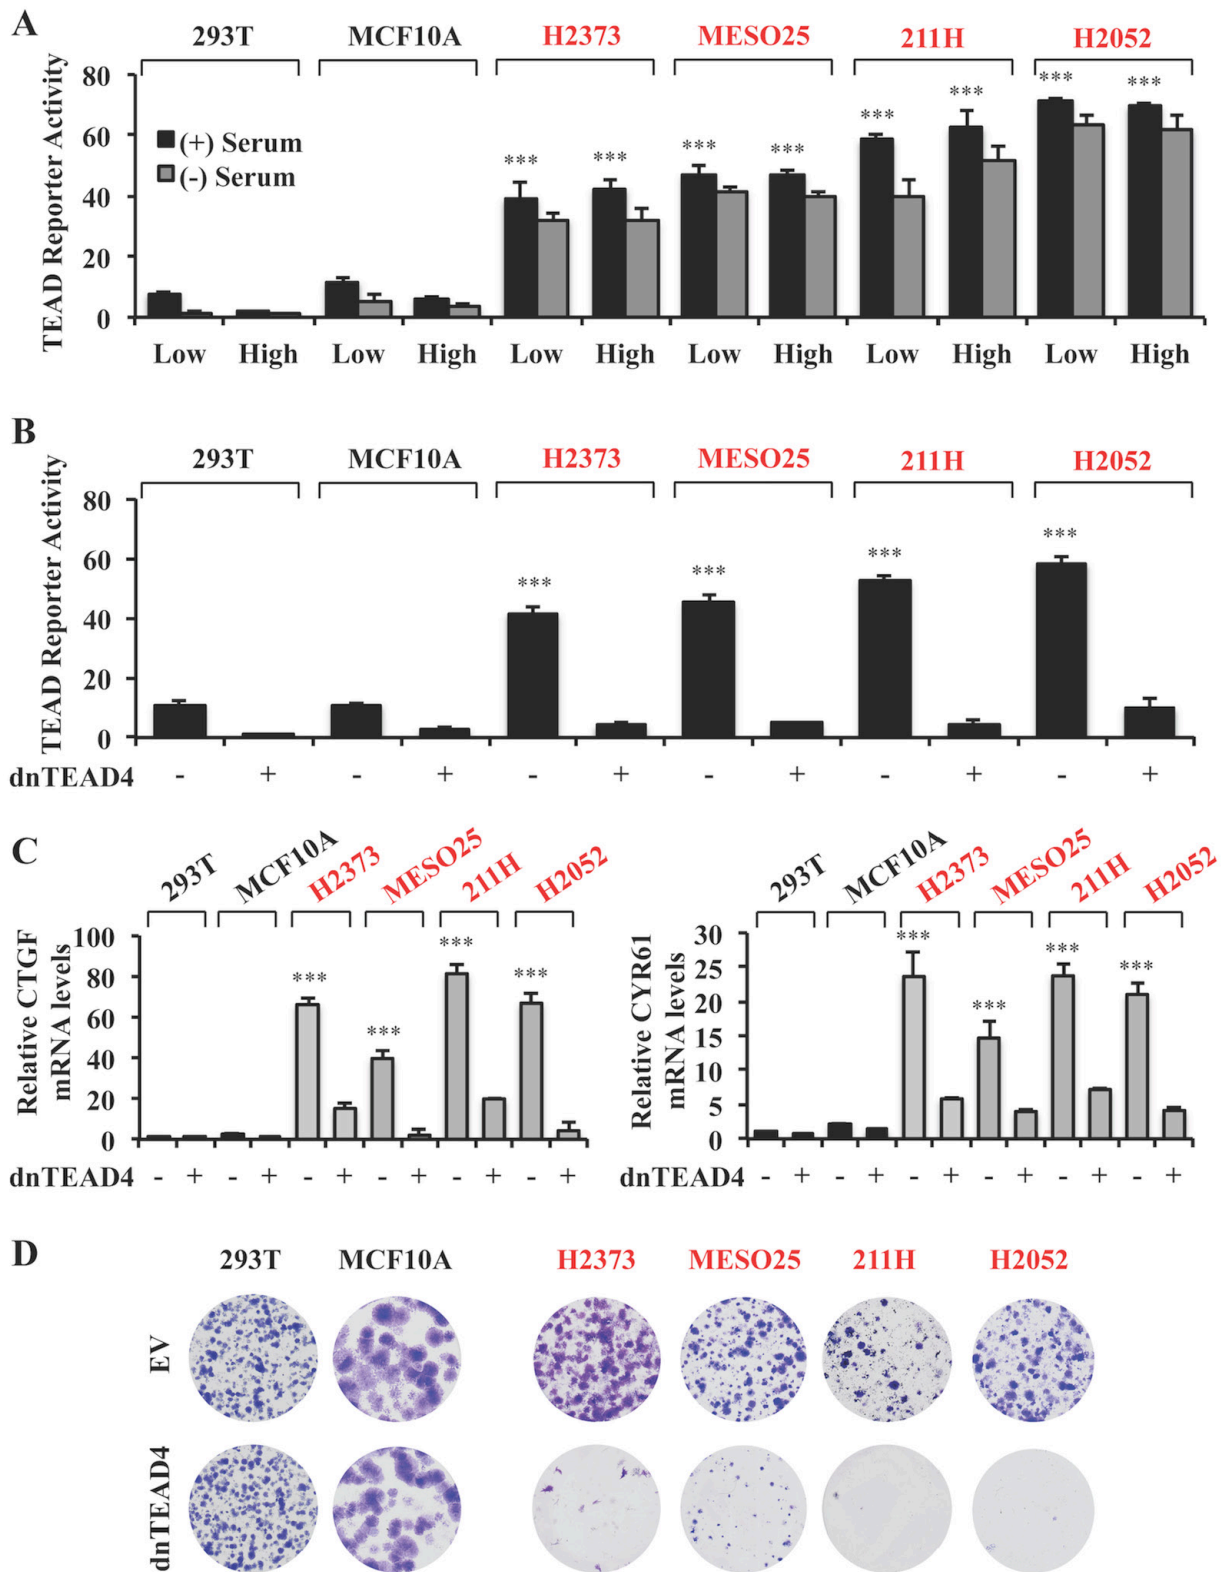 A
293T MCF10A H2373 MESO25 211H H2052
TEAD Reporter Activity
80
60
40
20
0
(+) Serum
(-) Serum
*** *** *** *** *** *** *** ***
Low High Low High Low High Low High Low High Low High
B
293T MCF10A H2373 MESO25 211H H2052
TEAD Reporter Activity
80
60
40
20
0
*** *** *** ***
dnTEAD4 - + - + - + - + - + - +
C
293T MCF10A H2373 MESO25 211H H2052
Relative CTGF
mRNA levels
100
80
60
40
20
0
*** *** *** ***
dnTEAD4 - + - + - + - + - + - +
293T MCF10A H2373 MESO25 211H H2052
Relative CYR61
mRNA levels
30
25
20
15
10
5
0
*** *** *** ***
dnTEAD4 - + - + - + - + - + - +
D
293T MCF10A H2373 MESO25 211H H2052
EV
dnTEAD4